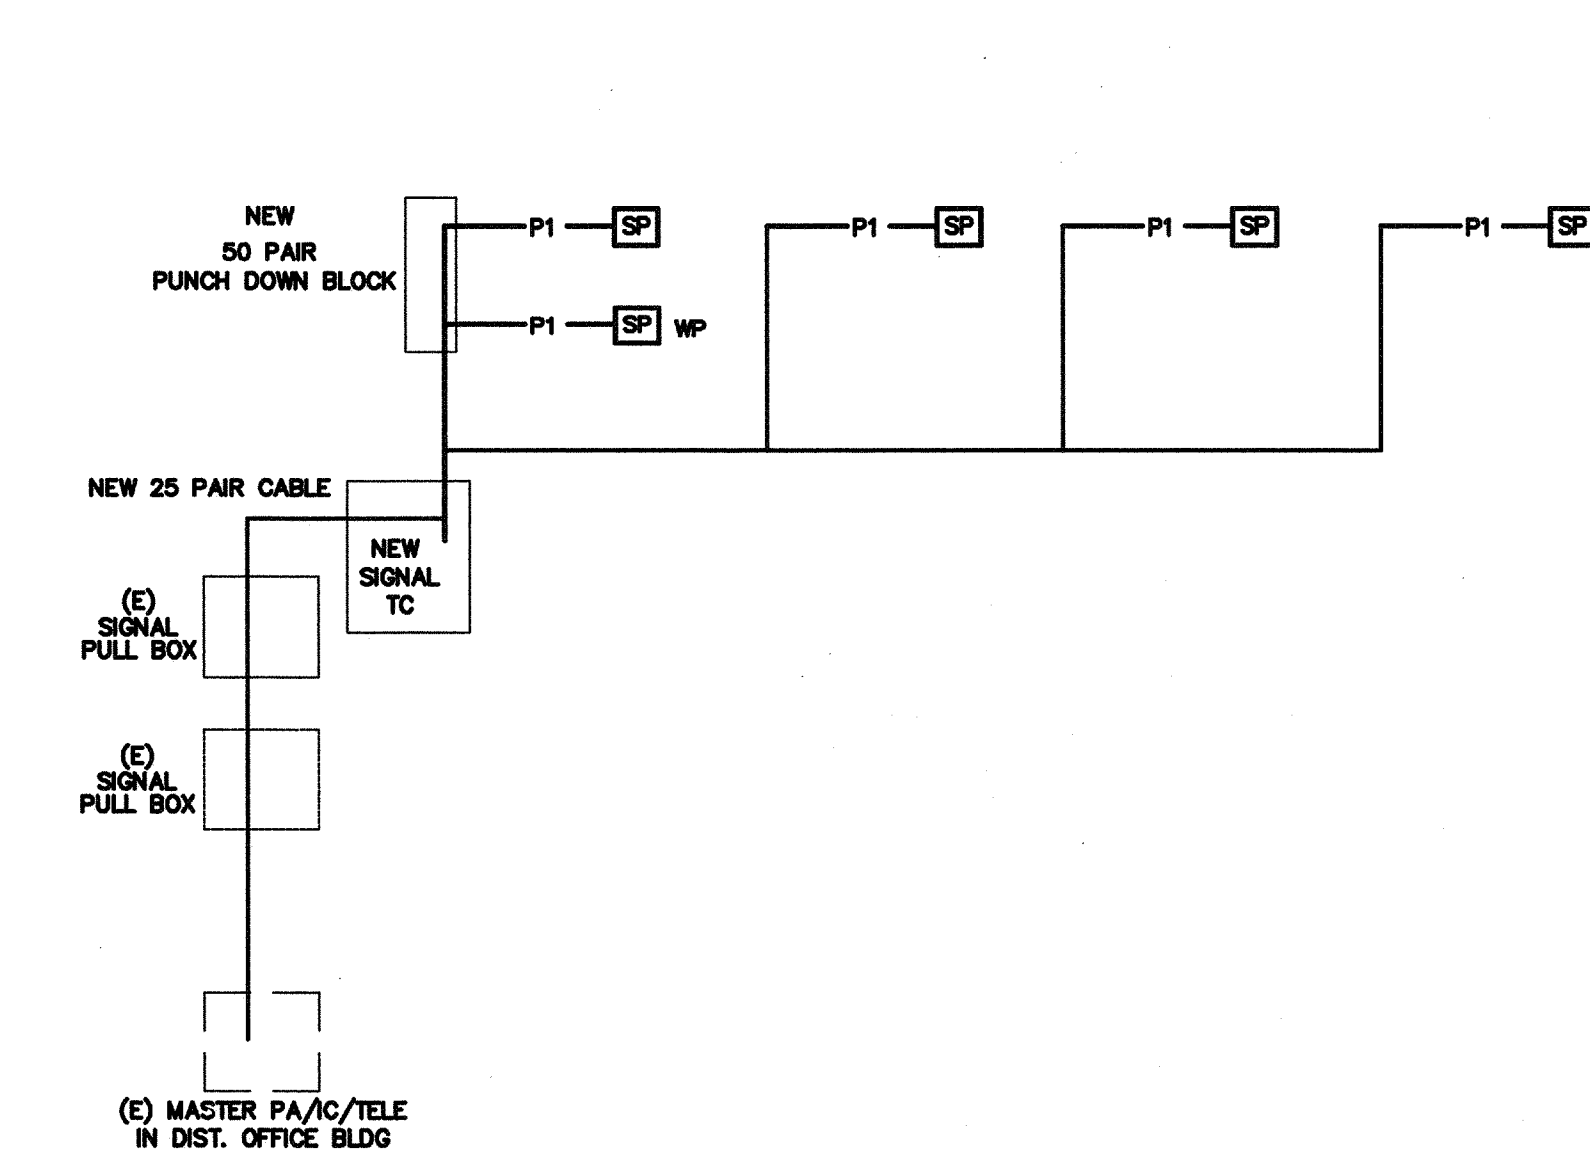 NEW
50 PAIR
PUNCH DOWN BLOCK
P1 SP
P1 SP
P1 SP
P1 SP
P1 SP WP
NEW 25 PAIR CABLE
NEW
SIGNAL
TC
(E)
SIGNAL
PULL BOX
(E)
SIGNAL
PULL BOX
(E) MASTER PA/IC/TELE
IN DIST. OFFICE BLDG